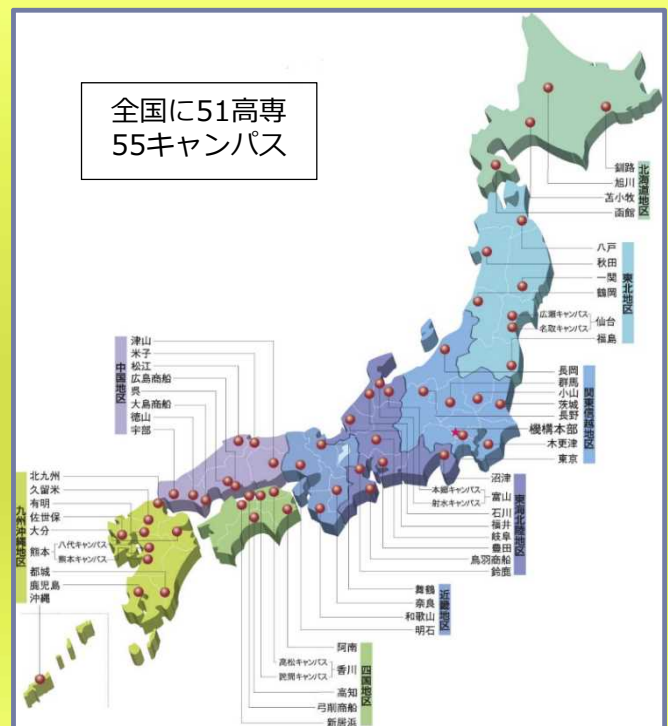 全国に51高専
55キャンパス
釧路
旭川
苫小牧
函館
北海道地区
八戸
秋田
一関
鶴岡
広瀬キャンパス
名取キャンパス
仙台
福島
東北地区
長岡
群馬
小山
茨城
長野
機構本部
木更津
東京
関東信越地区
沼津
本郷キャンパス
射水キャンパス
富山
石川
福井
岐阜
豊田
鳥羽商船
鈴鹿
東海北陸地区
舞鶴
奈良
和歌山
明石
近畿地区
津山
米子
松江
広島商船
呉
大島商船
徳山
宇部
中国地区
阿南
高松キャンパス
詫間キャンパス
香川
高知
弓削商船
新居浜
四国地区
北九州
久留米
有明
佐世保
大分
八代キャンパス
熊本キャンパス
熊本
都城
鹿児島
沖縄
九州沖縄地区